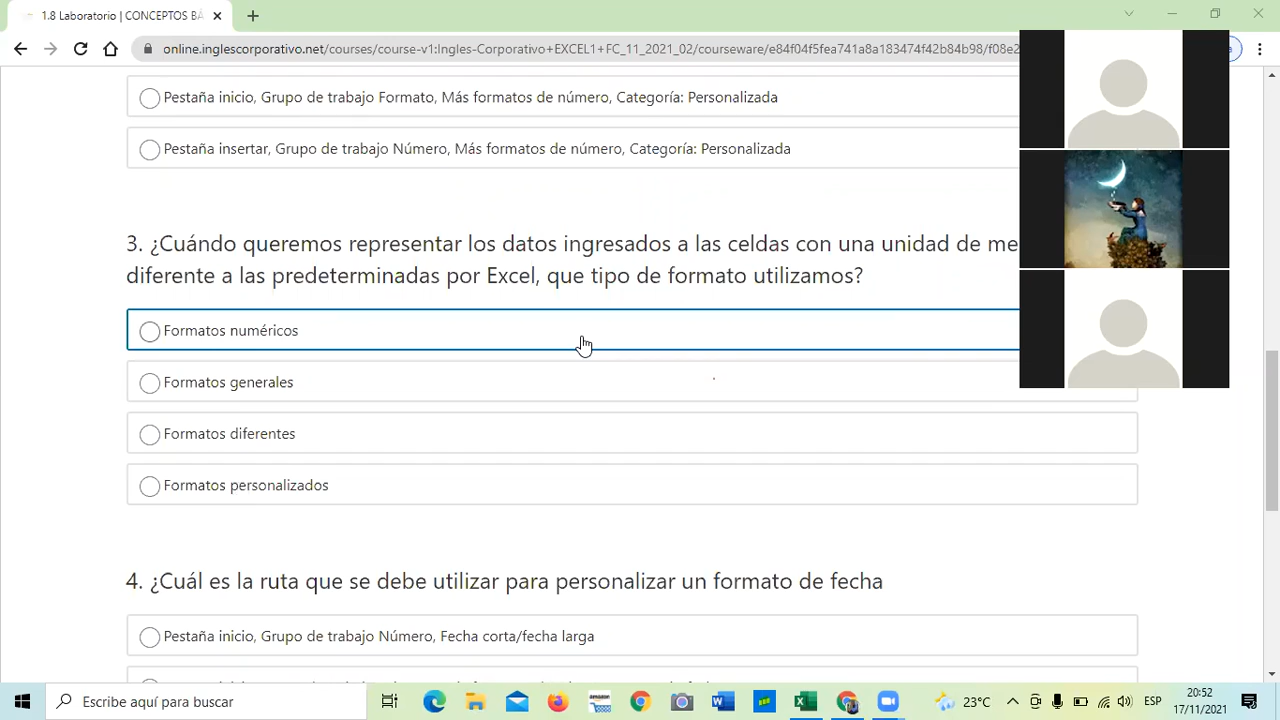 1.8 Laboratorio | CONCEPTOS BÁ
online.inglescorporativo.net/courses/course-v1:Ingles-Corporativo+EXCEL1+FC_11_2021_02/courseware/e84f04f5fea741a8a183474f42b84b98/f08e2
Pestaña inicio, Grupo de trabajo Formato, Más formatos de número, Categoría: Personalizada
Pestaña insertar, Grupo de trabajo Número, Más formatos de número, Categoría: Personalizada
3. ¿Cuándo queremos representar los datos ingresados a las celdas con una unidad de me
diferente a las predeterminadas por Excel, que tipo de formato utilizamos?
Formatos numéricos
Formatos generales
Formatos diferentes
Formatos personalizados
4. ¿Cuál es la ruta que se debe utilizar para personalizar un formato de fecha
Pestaña inicio, Grupo de trabajo Número, Fecha corta/fecha larga
Escribe aquí para buscar
23°C
ESP
20:52
17/11/2021